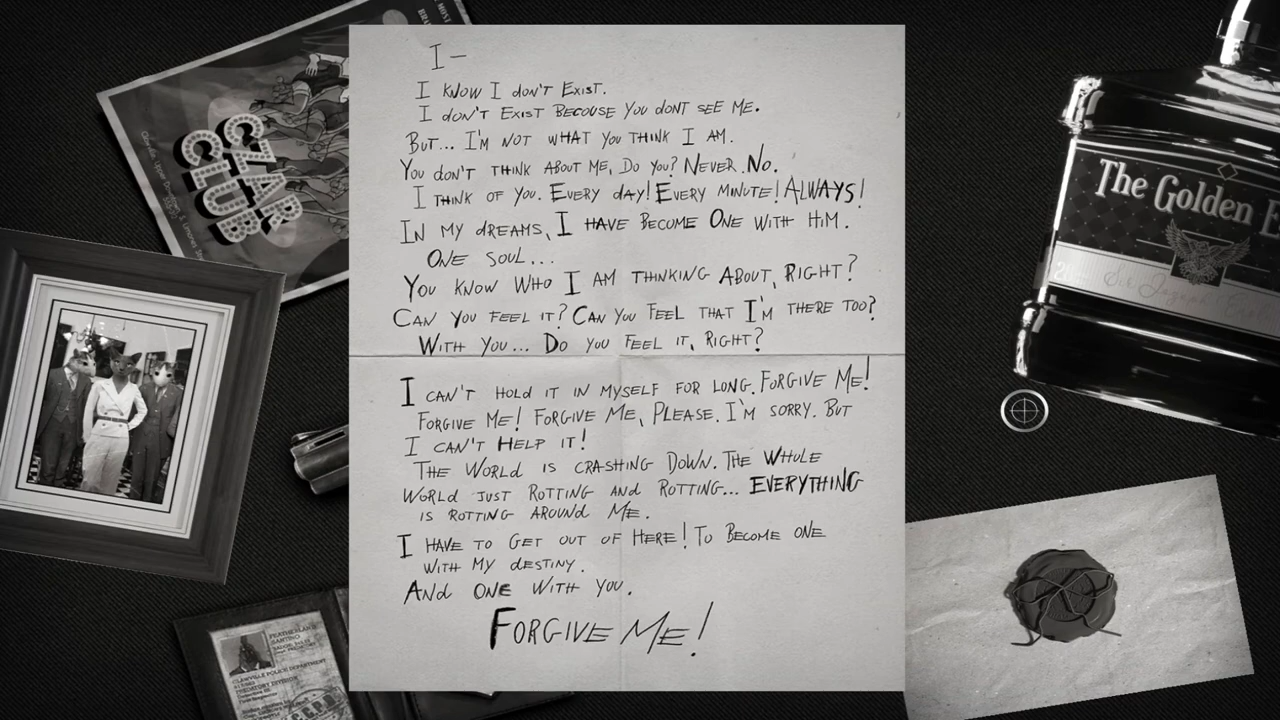 I –
I KNOW I don't EXIST.
I don't EXIST BECOUSE YOU DONT SEE ME.
BUT... I'M NOT WHAT YOU THINK I AM.
YOU don't THINK ABOUT ME, DO YOU? NEVER. NO.
I THINK OF YOU. EVERY day! EVERY MINUTE! ALWAYS!
IN MY dREAMS, I HAVE BECOME ONE WITH HIM.
ONE SOUL...
YOU KNOW WHO I AM THINKING ABOUT, RIGHT?
CAN YOU FEEL IT? CAN YOU FEEL THAT I'M THERE TOO?
WITH YOU... DO YOU FEEL IT, RIGHT?
I CAN'T HOLD IT IN MYSELF FOR LONG. FORGIVE ME!
FORGIVE ME! FORGIVE ME, PLEASE. I'M SORRY. BUT
I CAN'T HELP IT!
THE WORLD IS CRASHING DOWN. THE WHULE
WORLD JUST ROTTING AND ROTTING... EVERYTHING
IS ROTTING AROUND ME.
I HAVE TO GET OUT OF HERE! TO BECOME ONE
WITH MY dESTINY.
ANd ONE WITH YOU.
FORGIVE ME!
CZAR
CLUB
The Golden E
FEATHERLAND
SANTINO
CLAWVILLE POLICE DEPARTMENT